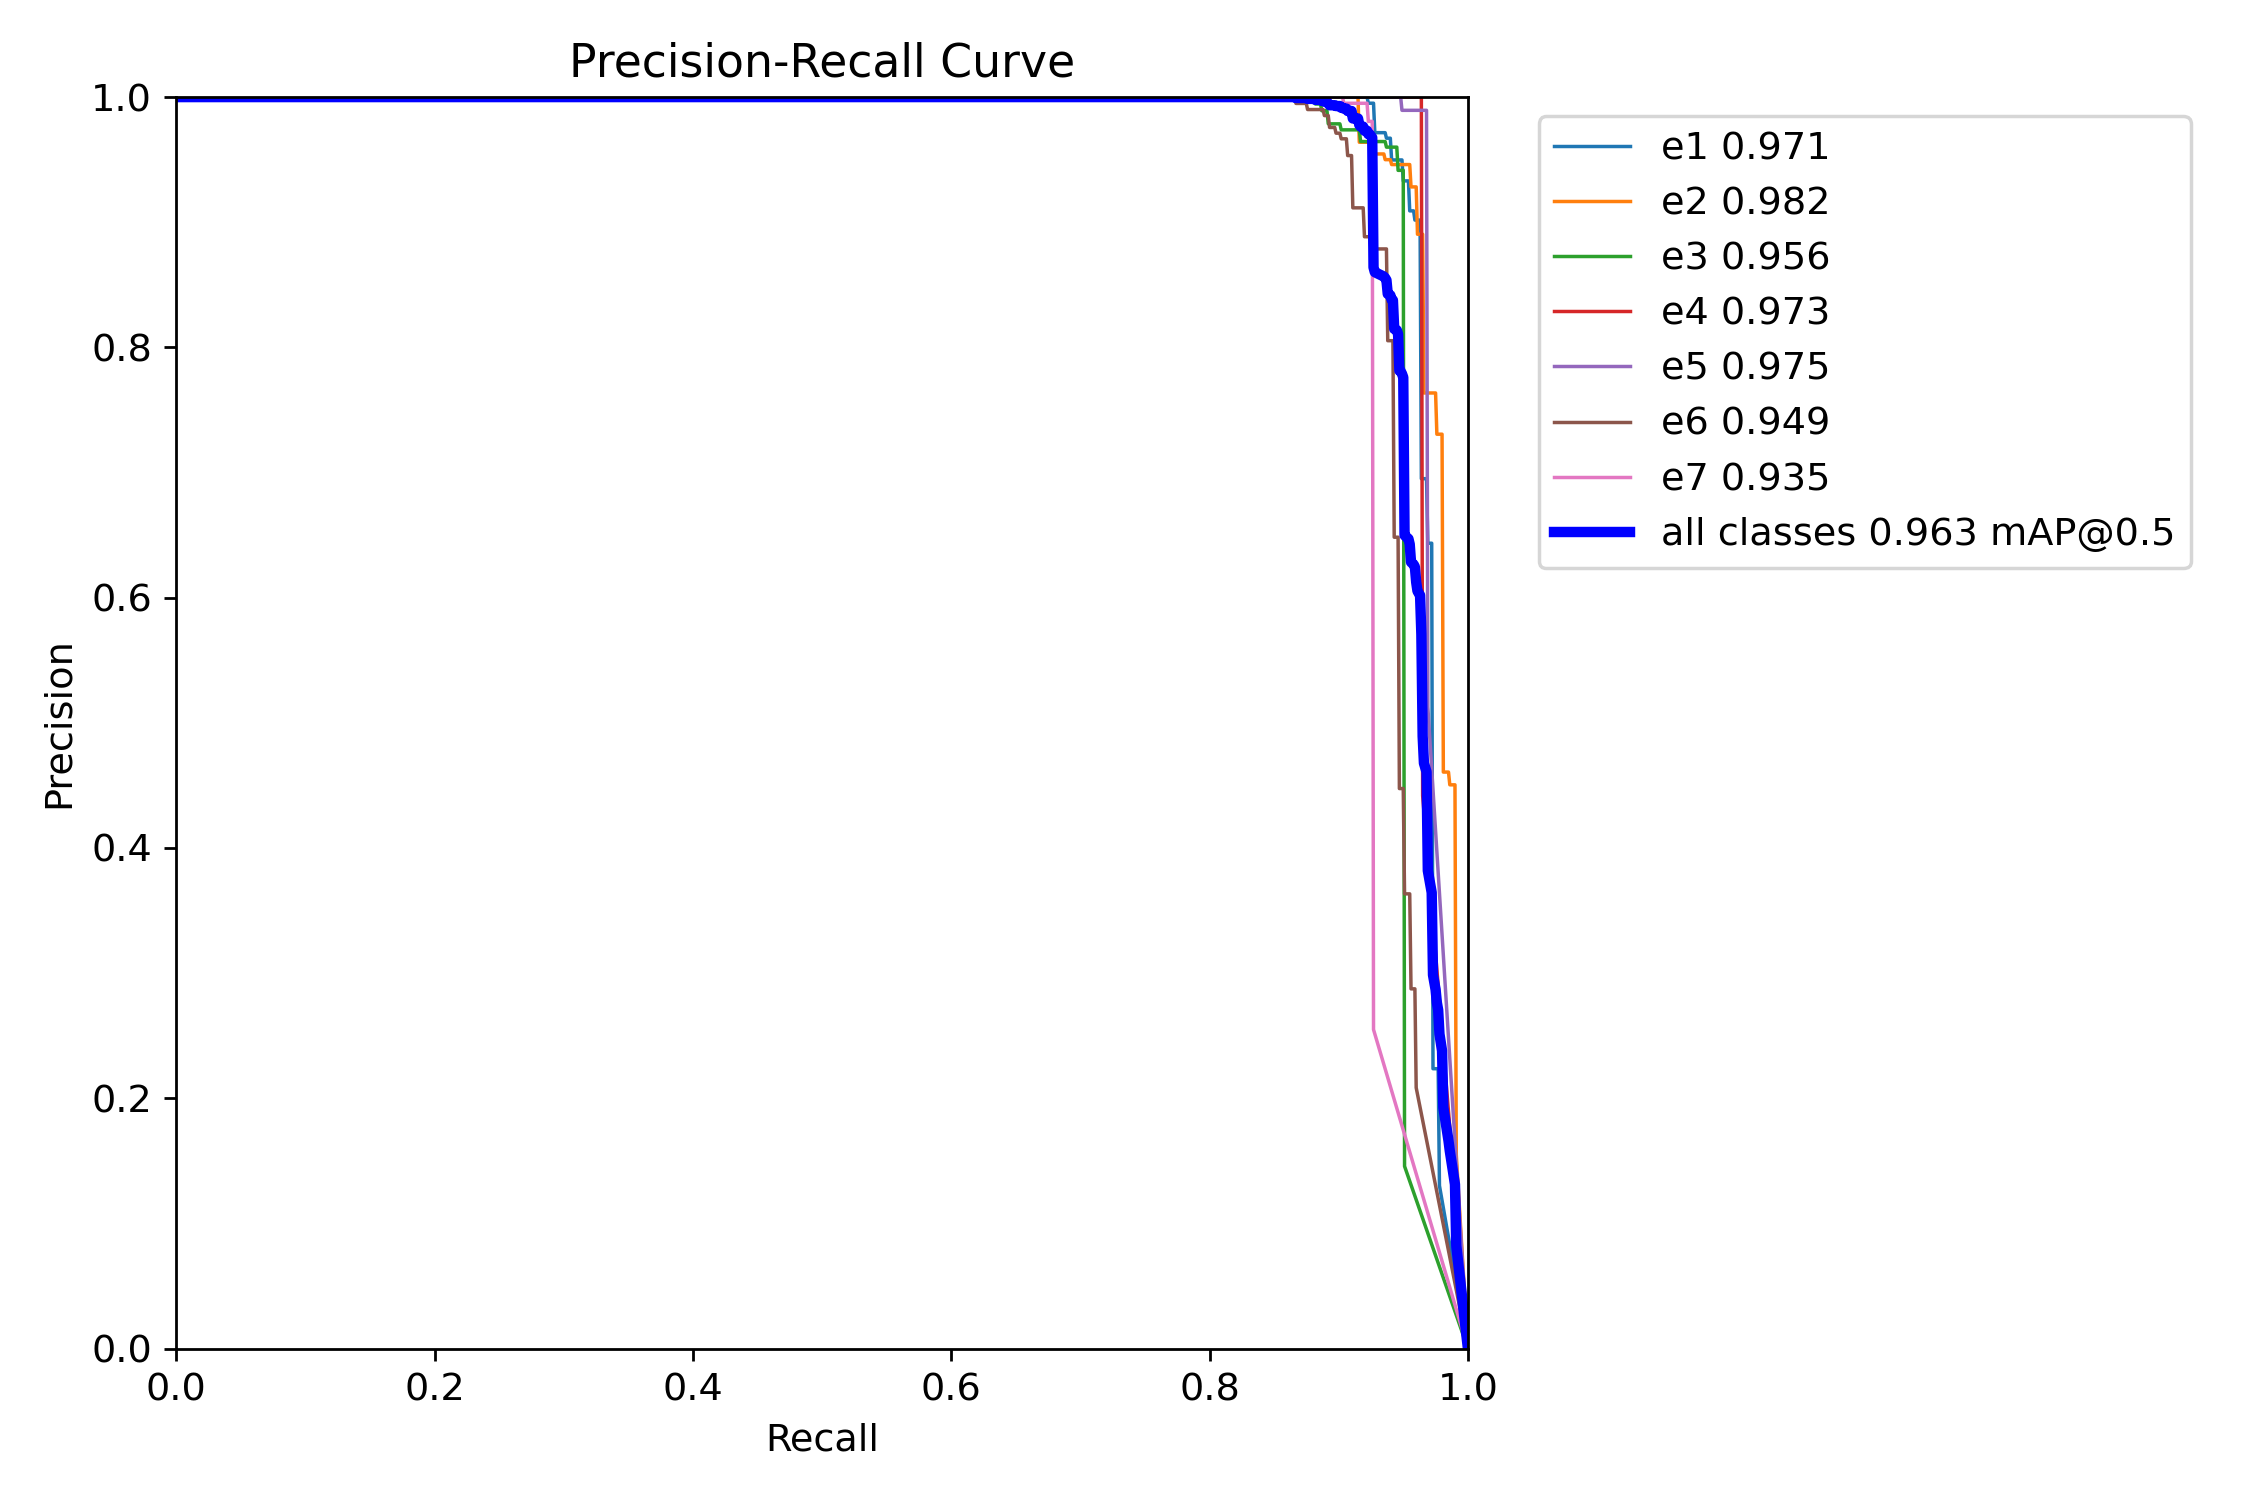 Precision-Recall Curve
1.0
0.8
0.6
0.4
0.2
0.0
Precision
0.0 0.2 0.4 0.6 0.8 1.0
Recall
e1 0.971
e2 0.982
e3 0.956
e4 0.973
e5 0.975
e6 0.949
e7 0.935
all classes 0.963 mAP@0.5